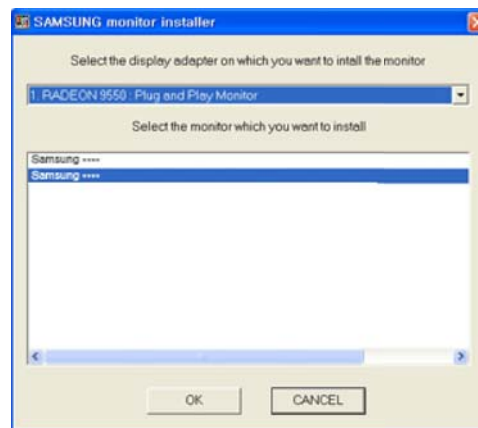 SAMSUNG monitor installer
Select the display adapter on which you want to intall the monitor
1. RADEON 9550 : Plug and Play Monitor
Select the monitor which you want to install
Samsung ----
Samsung ----
OK
CANCEL